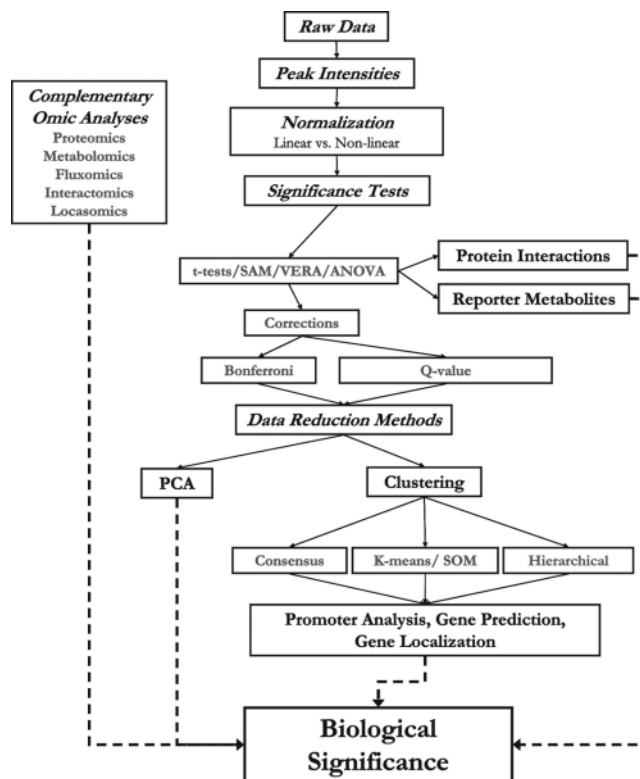 Raw Data
Peak Intensities
Complementary
Omic Analyses
Proteomics
Metabolomics
Fluxomics
Interactomics
Locasomics
Normalization
Linear vs. Non-linear
Significance Tests
t-tests/SAM/VERA/ANOVA
Protein Interactions
Reporter Metabolites
Corrections
Bonferroni
Q-value
Data Reduction Methods
PCA
Clustering
Consensus
K-means/ SOM
Hierarchical
Promoter Analysis, Gene Prediction,
Gene Localization
Biological
Significance